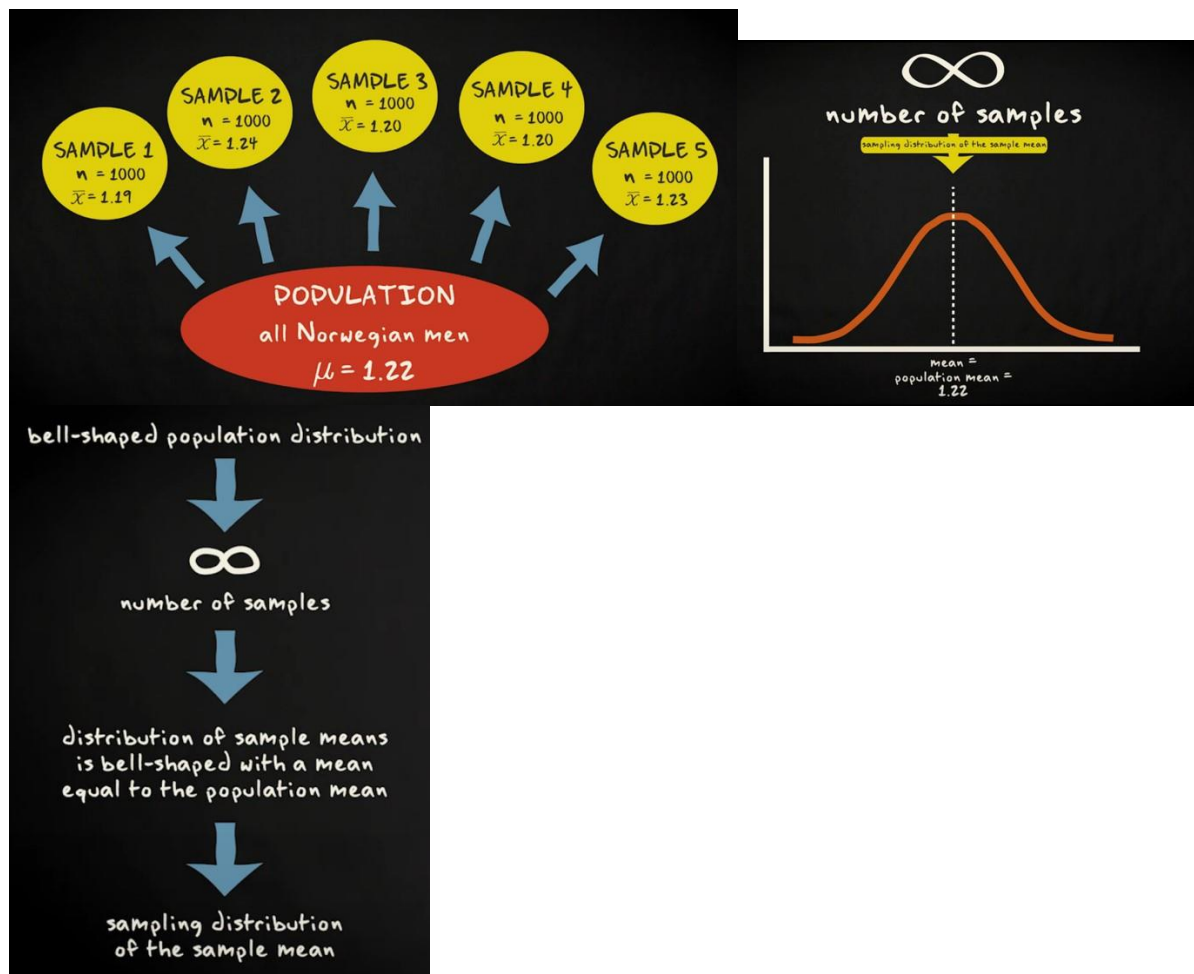 SAMPLE 1
n = 1000
x̄ = 1.19
SAMPLE 2
n = 1000
x̄ = 1.24
SAMPLE 3
n = 1000
x̄ = 1.20
SAMPLE 4
n = 1000
x̄ = 1.20
SAMPLE 5
n = 1000
x̄ = 1.23
POPULATION
all Norwegian men
μ = 1.22
∞
number of samples
sampling distribution of the sample mean
mean =
population mean =
1.22
bell-shaped population distribution
∞
number of samples
distribution of sample means
is bell-shaped with a mean
equal to the population mean
sampling distribution
of the sample mean